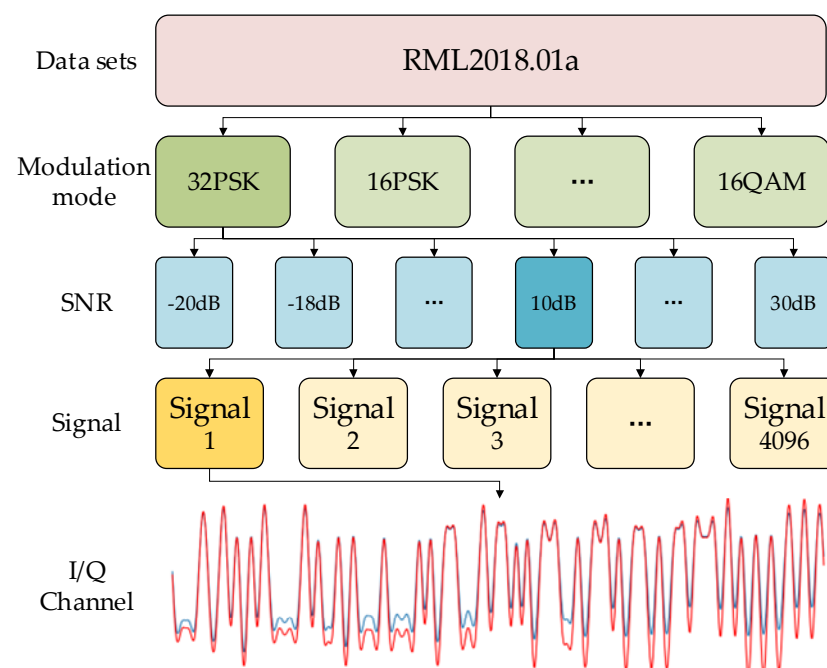 Data sets
RML2018.01a
Modulation
mode
32PSK
16PSK
...
16QAM
SNR
-20dB
-18dB
...
10dB
...
30dB
Signal
Signal
1
Signal
2
Signal
3
...
Signal
4096
I/Q
Channel